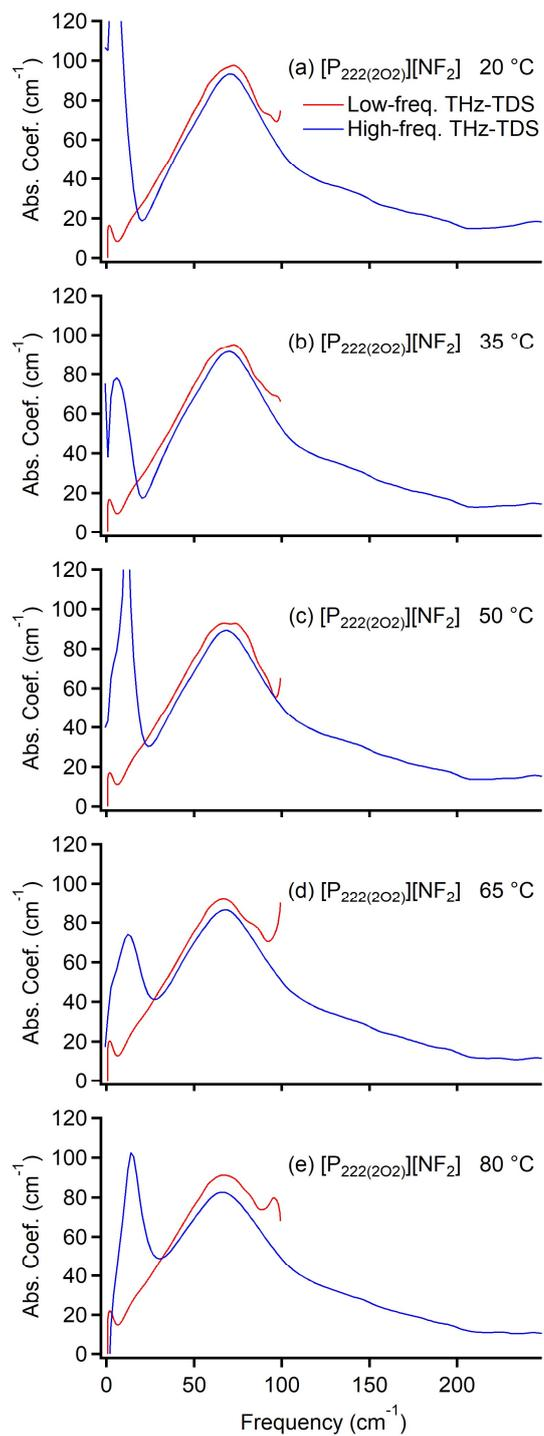 120
100
80
60
40
20
0
Abs. Coef. (cm⁻¹)
(a) [P₂₂₂₍₂O₂₎][NF₂] 20 °C
Low-freq. THz-TDS
High-freq. THz-TDS
120
100
80
60
40
20
0
Abs. Coef. (cm⁻¹)
(b) [P₂₂₂₍₂O₂₎][NF₂] 35 °C
120
100
80
60
40
20
0
Abs. Coef. (cm⁻¹)
(c) [P₂₂₂₍₂O₂₎][NF₂] 50 °C
120
100
80
60
40
20
0
Abs. Coef. (cm⁻¹)
(d) [P₂₂₂₍₂O₂₎][NF₂] 65 °C
120
100
80
60
40
20
0
Abs. Coef. (cm⁻¹)
(e) [P₂₂₂₍₂O₂₎][NF₂] 80 °C
0 50 100 150 200
Frequency (cm⁻¹)